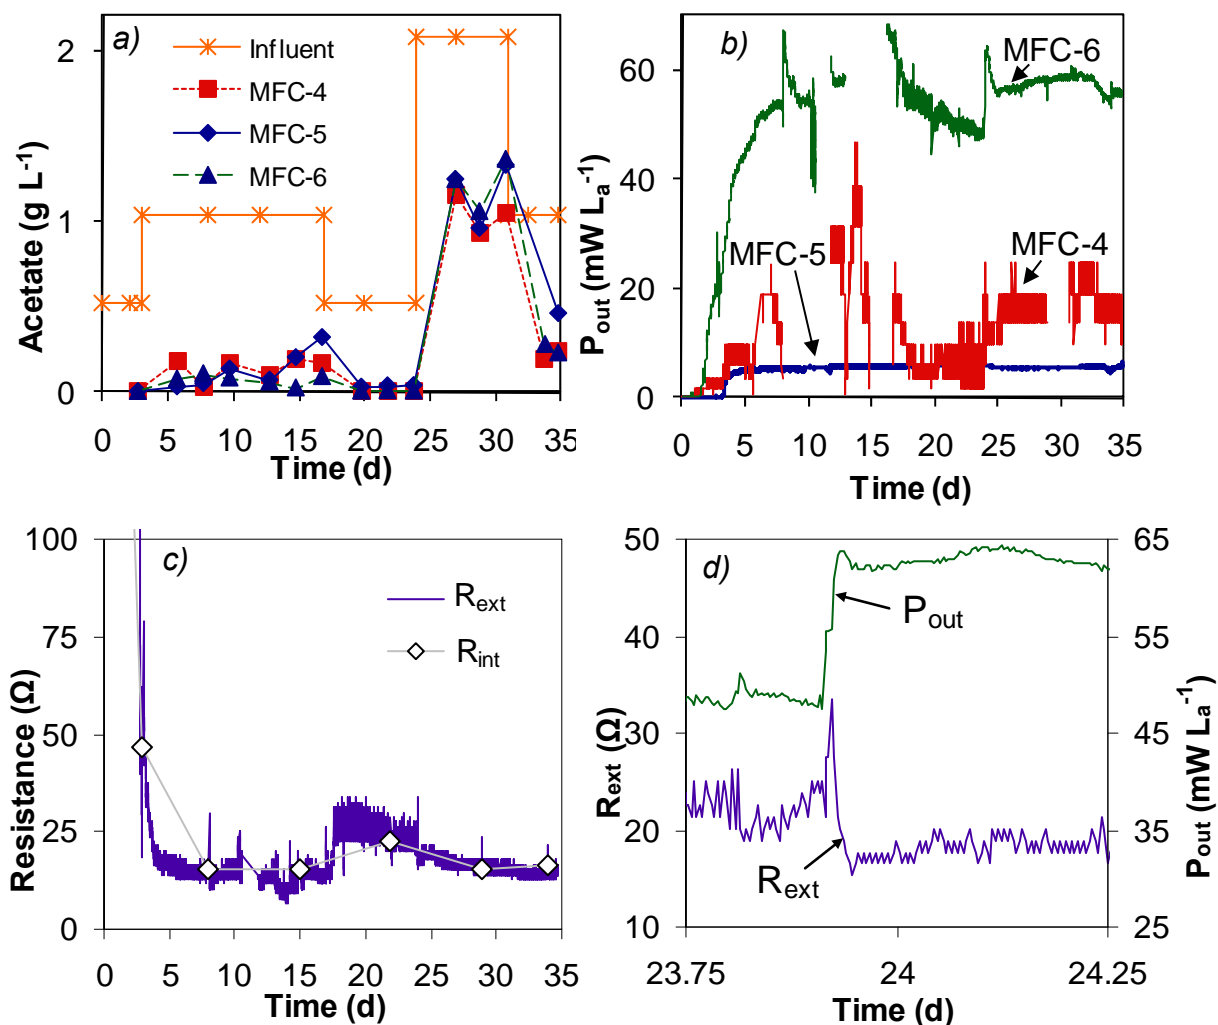 a)
Influent
MFC-4
MFC-5
MFC-6
Acetate (g L-1)
2
1
0
0 5 10 15 20 25 30 35
Time (d)
b)
MFC-6
MFC-5
MFC-4
Pout (mW La-1)
60
40
20
0
0 5 10 15 20 25 30 35
Time (d)
c)
Rext
Rint
Resistance (Ω)
100
75
50
25
0
0 5 10 15 20 25 30 35
Time (d)
d)
Pout
Rext
Rext (Ω)
50
40
30
20
10
65
55
45
35
25
Pout (mW La-1)
23.75 24 24.25
Time (d)